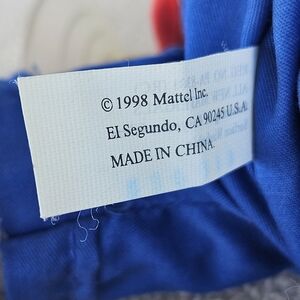 © 1998 Mattel Inc.
El Segundo, CA 90245 U.S.A.
MADE IN CHINA.